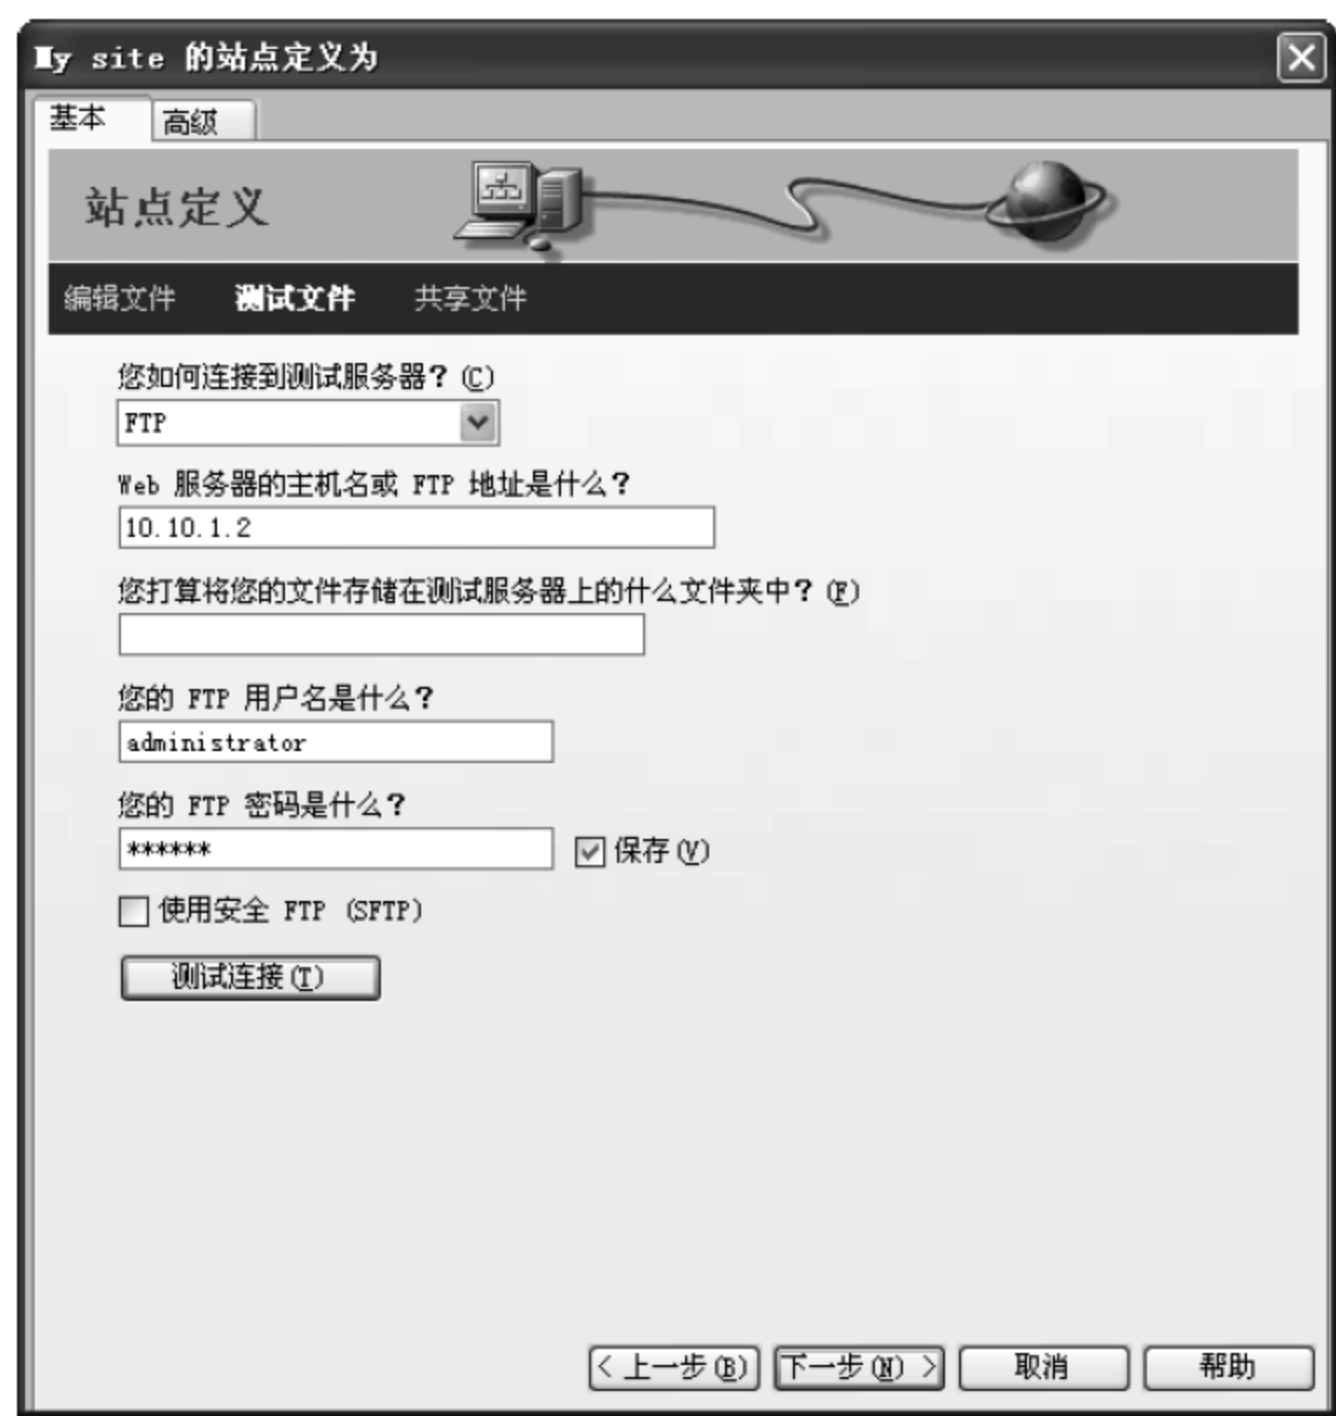 My site 的站点定义为
基本 高级
站点定义
编辑文件 测试文件 共享文件
您如何连接到测试服务器？(C)
FTP
Web 服务器的主机名或 FTP 地址是什么？
10.10.1.2
您打算将您的文件存储在测试服务器上的什么文件夹中？(F)
您的 FTP 用户名是什么？
administrator
您的 FTP 密码是什么？
****** 保存(V)
使用安全 FTP (SFTP)
测试连接(T)
< 上一步(B) 下一步(N) > 取消 帮助